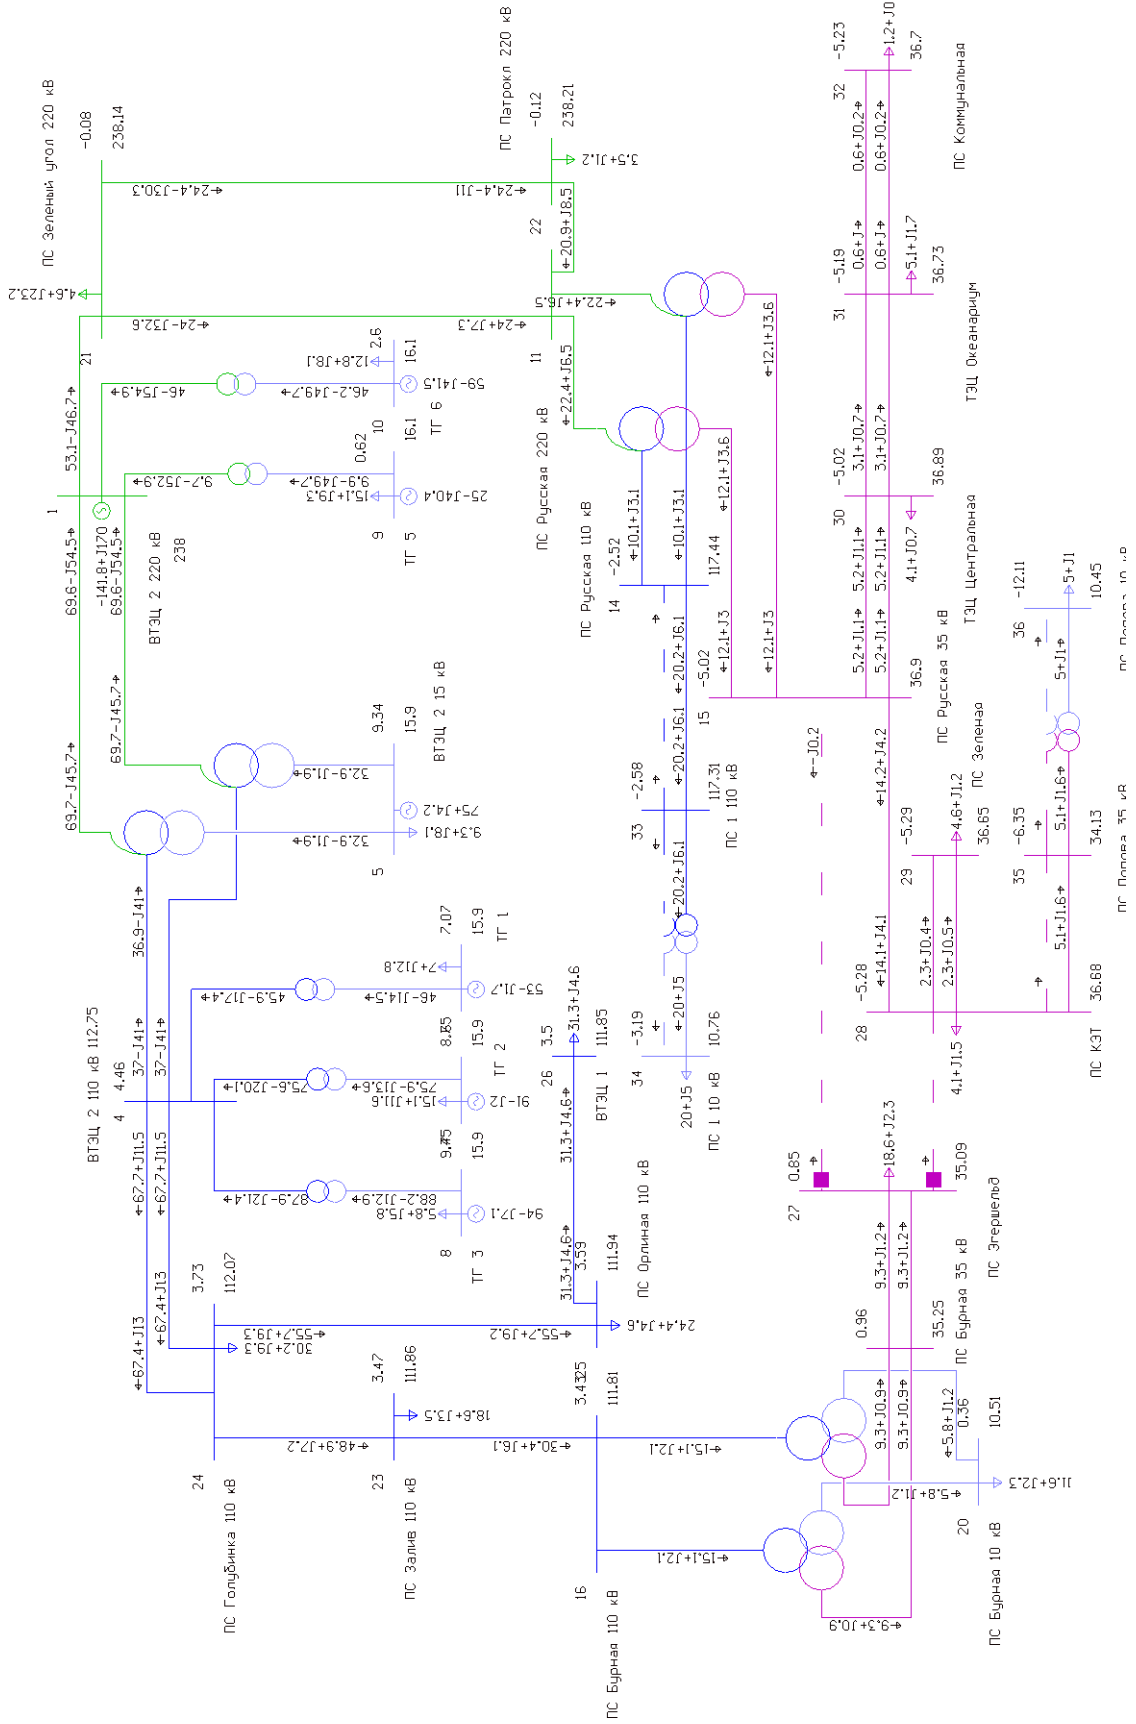 ПС Голубинка 110 кВ
24
3.73
112.07
30.2+J9.3
←67.4+J13
←67.4+J13
←67.7+J11.5
←67.7+J11.5
ВТЭЦ 2 110 кВ 112.75
4
4.46
37-J41→
37-J41→
36.9-J41→
69.7-J45.7→
69.7-J45.7→
69.6-J54.5→
69.6-J54.5→
1
ВТЭЦ 2 220 кВ
238
-141.8+J170
53.1-J46.7→
21
ПС Зеленый угол 220 кВ
-0.08
238.14
4.6+J23.2
24-J32.6
24.4-J30.3
24+J7.3
24.4-J11
ПС Патрокл 220 кВ
22
-0.12
238.21
3.5+J1.2
←20.9+J8.5
11
ПС Русская 220 кВ
22.4+J6.5
←22.4+J6.5
46-J54.9
46.2-J49.7
12.8+J8.1
59-J41.5
10
ТГ 6
2.6
16.1
9.7-J52.9
9.9-J49.7
15.1+J9.3
25-J40.4
9
ТГ 5
0.62
16.1
5
9.34
15.9
ВТЭЦ 2 15 кВ
32.9-J1.9
32.9-J1.9
75+J4.2
9.3+J8.1
45.9-J17.4
46-J14.5
7+J12.8
53-J1.7
7.07
15.9
ТГ 1
75.6-J20.1
75.9-J13.6
15.1+J11.6
91-J2
15.9
ТГ 2
87.9-J21.4
88.2-J12.9
5.8+J5.8
94-J7.1
8
ТГ 3
15.9
←55.7+J9.3
55.7+J9.2
ПС Орлиная 110 кВ
3.59
111.94
24.4+J4.6
31.3+J4.6→
31.3+J4.6→
26
3.5
111.85
31.3+J4.6
ВТЭЦ 1
ПС Залив 110 кВ
23
3.47
111.86
18.6+J3.5
←48.9+J7.2
←30.4+J6.1
ПС Бурная 110 кВ
16
111.81
←15.1+J2.1
←15.1+J2.1
ПС Бурная 10 кВ
20
0.36
10.51
11.6+J2.3
←5.8+J1.2
←5.8+J1.2
←9.3+J0.9
9.3+J0.9→
9.3+J0.9→
ПС Бурная 35 кВ
0.96
35.25
9.3+J1.2→
9.3+J1.2→
27
0.85
35.09
18.6+J2.3
ПС Эгершельд
ПС Русская 110 кВ
14
-2.52
117.44
←10.1+J3.1
←10.1+J3.1
←20.2+J6.1
←20.2+J6.1
33
-2.58
117.31
ПС 1 110 кВ
←20.2+J6.1
←20+J5
34
-3.19
10.76
20+J5
ПС 1 10 кВ
←12.1+J3.6
←12.1+J3.6
←12.1+J3
←12.1+J3
15
-5.02
36.9
ПС Русская 35 кВ
5.2+J1.1→
5.2+J1.1→
5.2+J1.1→
5.2+J1.1→
30
-5.02
36.89
4.1+J0.7
ТЭЦ Центральная
3.1+J0.7→
3.1+J0.7→
31
-5.19
36.73
5.1+J1.7
ТЭЦ Океанариум
0.6+J→
0.6+J→
0.6+J0.2→
0.6+J0.2→
32
-5.23
36.7
1.2+J0
ПС Коммунальная
←-J0.2
←14.2+J4.2
←14.1+J4.1
28
-5.28
36.68
4.1+J1.5
ПС КЭТ
2.3+J0.4→
2.3+J0.5→
29
-5.29
36.65
4.6+J1.2
ПС Зеленая
5.1+J1.6→
35
-6.35
34.13
ПС Попова 35 кВ
5.1+J1.6→
5+J1→
36
-12.11
10.45
5+J1
ПС Попова 10 кВ